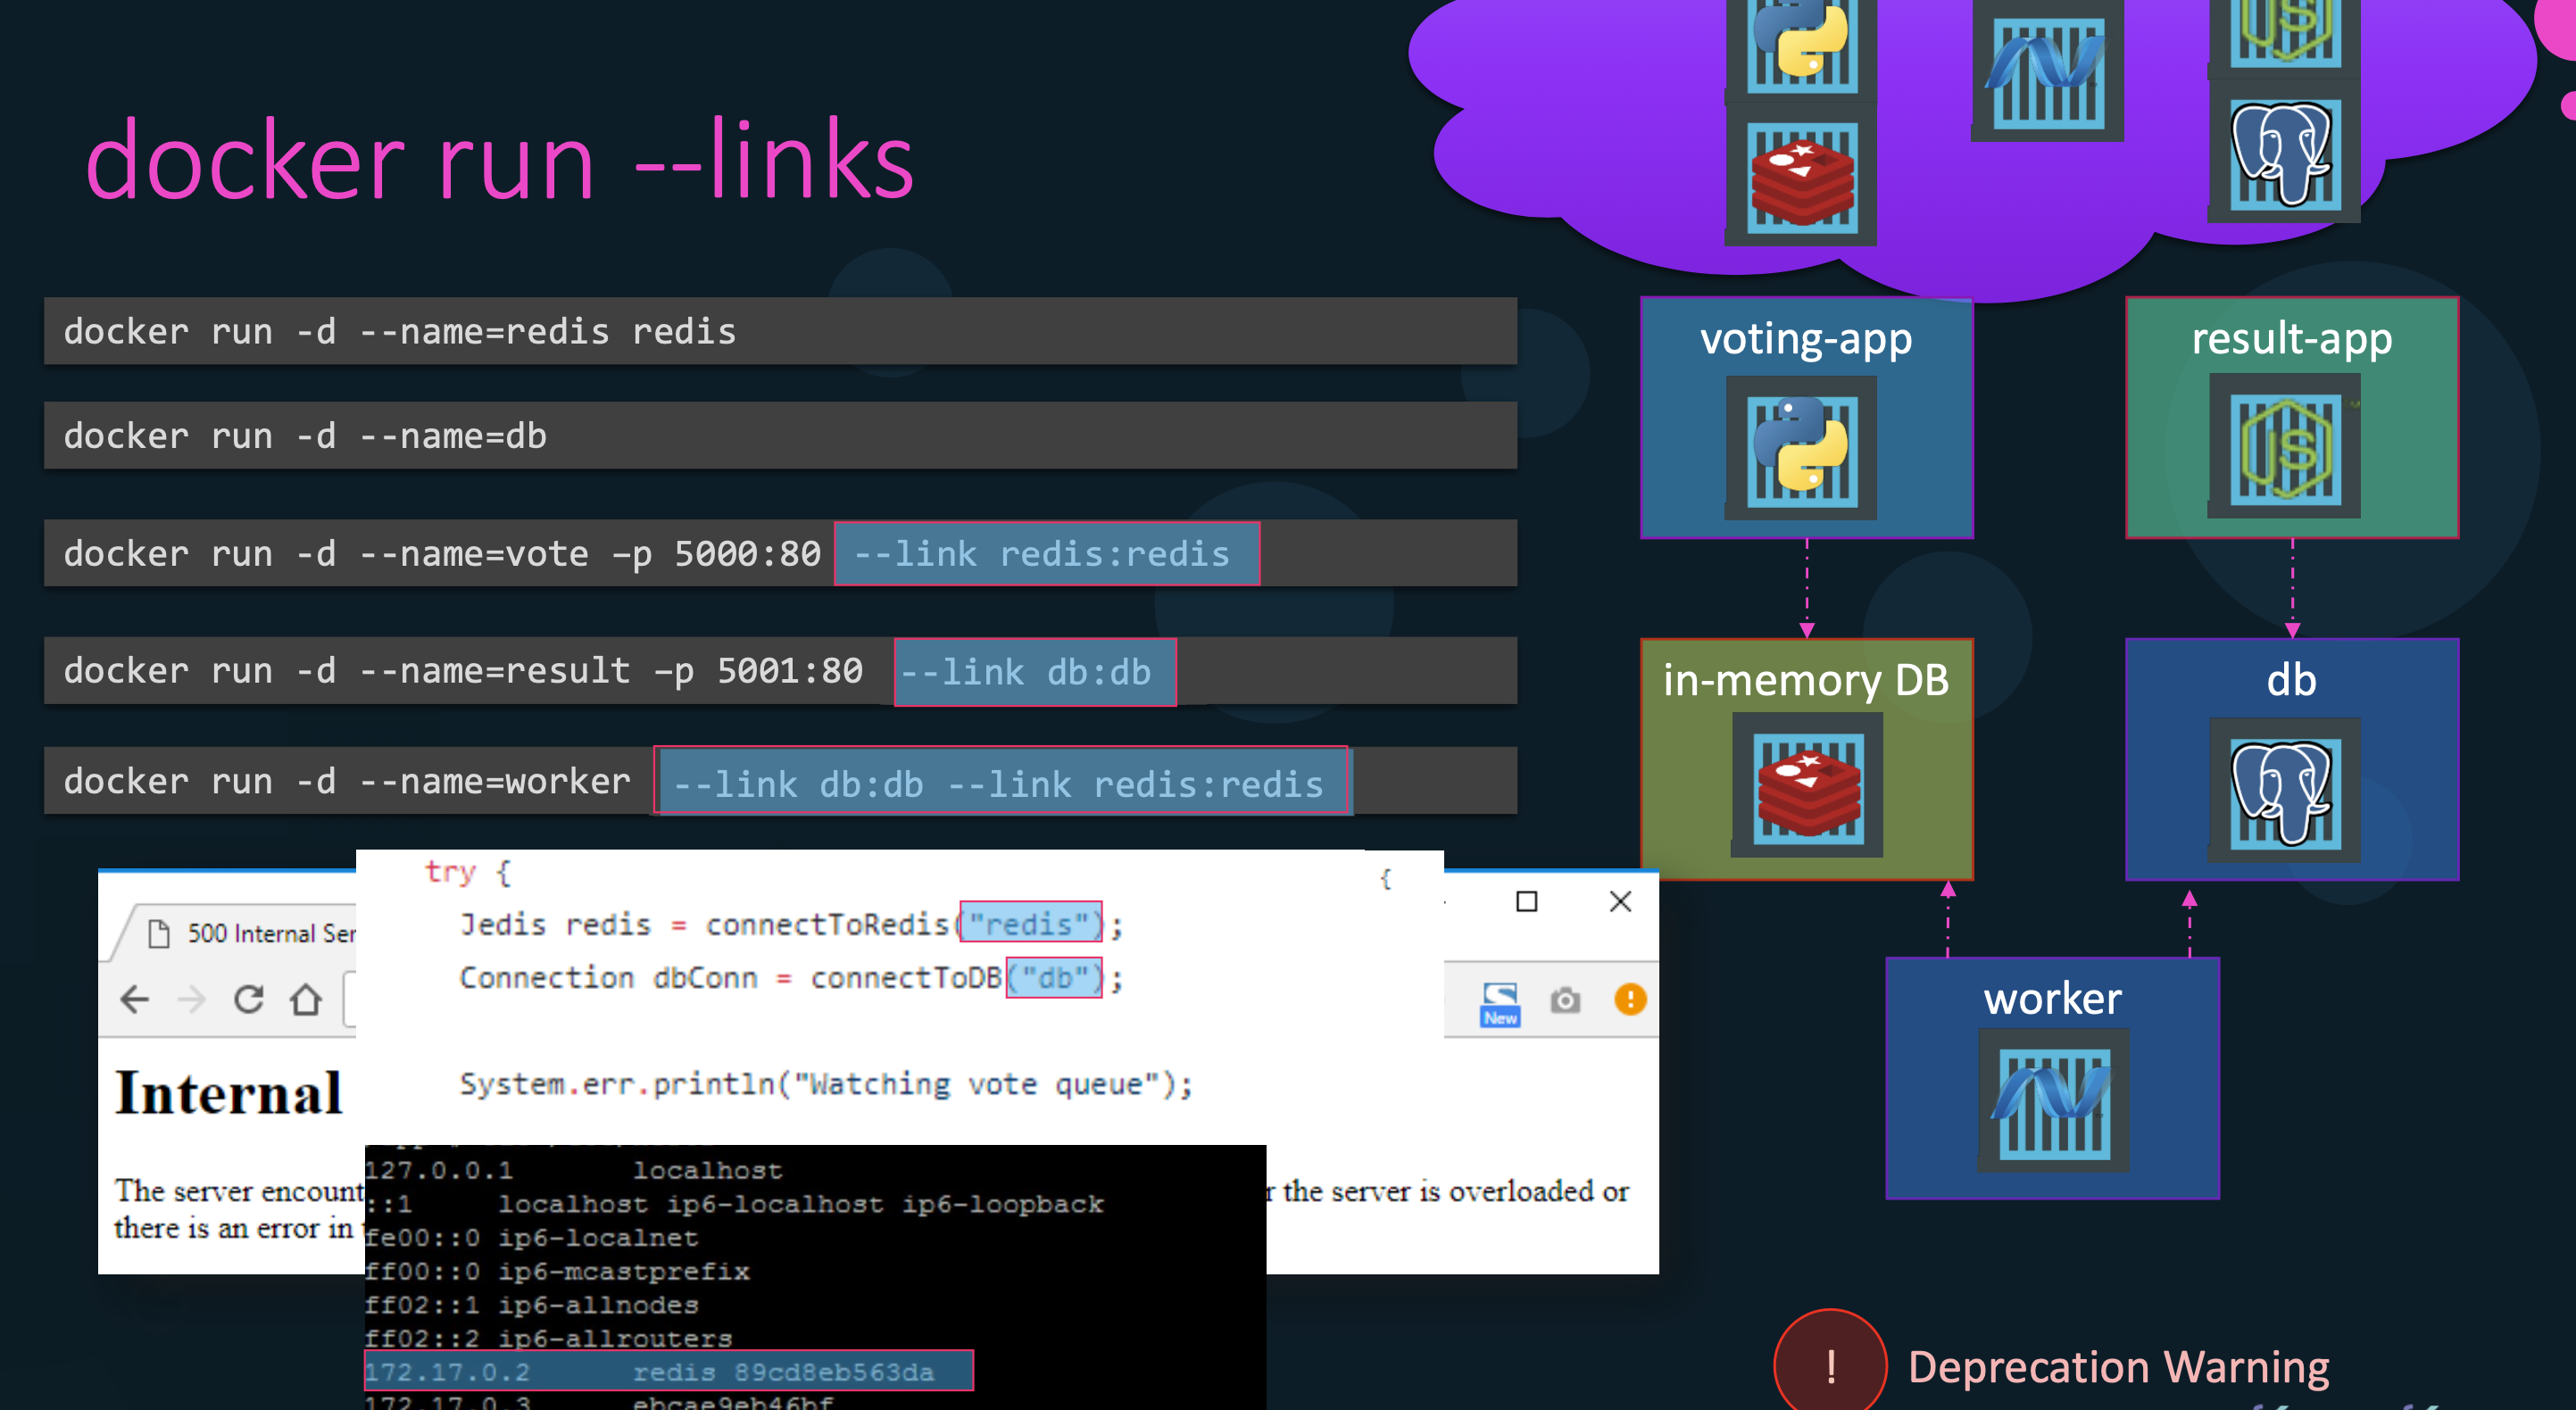 docker run --links
docker run -d --name=redis redis
docker run -d --name=db
docker run -d --name=vote –p 5000:80 --link redis:redis
docker run -d --name=result –p 5001:80 --link db:db
docker run -d --name=worker --link db:db --link redis:redis
voting-app
result-app
in-memory DB
db
worker
try {
{
Jedis redis = connectToRedis("redis");
Connection dbConn = connectToDB("db");
System.err.println("Watching vote queue");
500 Internal Ser
New
Internal
The server encount
r the server is overloaded or
there is an error in
127.0.0.1 localhost
::1 localhost ip6-localhost ip6-loopback
fe00::0 ip6-localnet
ff00::0 ip6-mcastprefix
ff02::1 ip6-allnodes
ff02::2 ip6-allrouters
172.17.0.2 redis 89cd8eb563da
172.17.0.3 ebcae9eb46bf
! Deprecation Warning